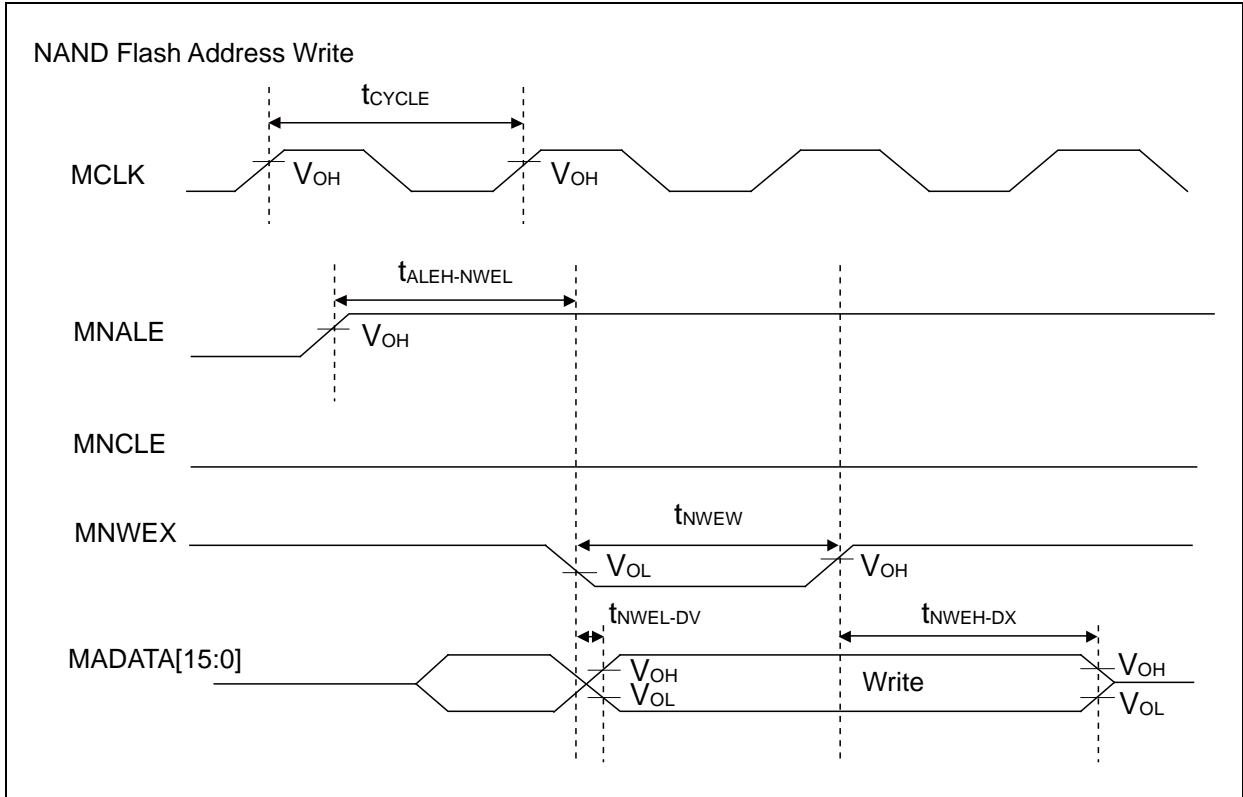 NAND Flash Address Write
tCYCLE
MCLK
VOH
VOH
tALEH-NWEL
MNALE
VOH
MNCLE
tNWEW
MNWEX
VOL
VOH
tNWEL-DV
tNWEH-DX
MADATA[15:0]
VOH
Write
VOH
VOL
VOL